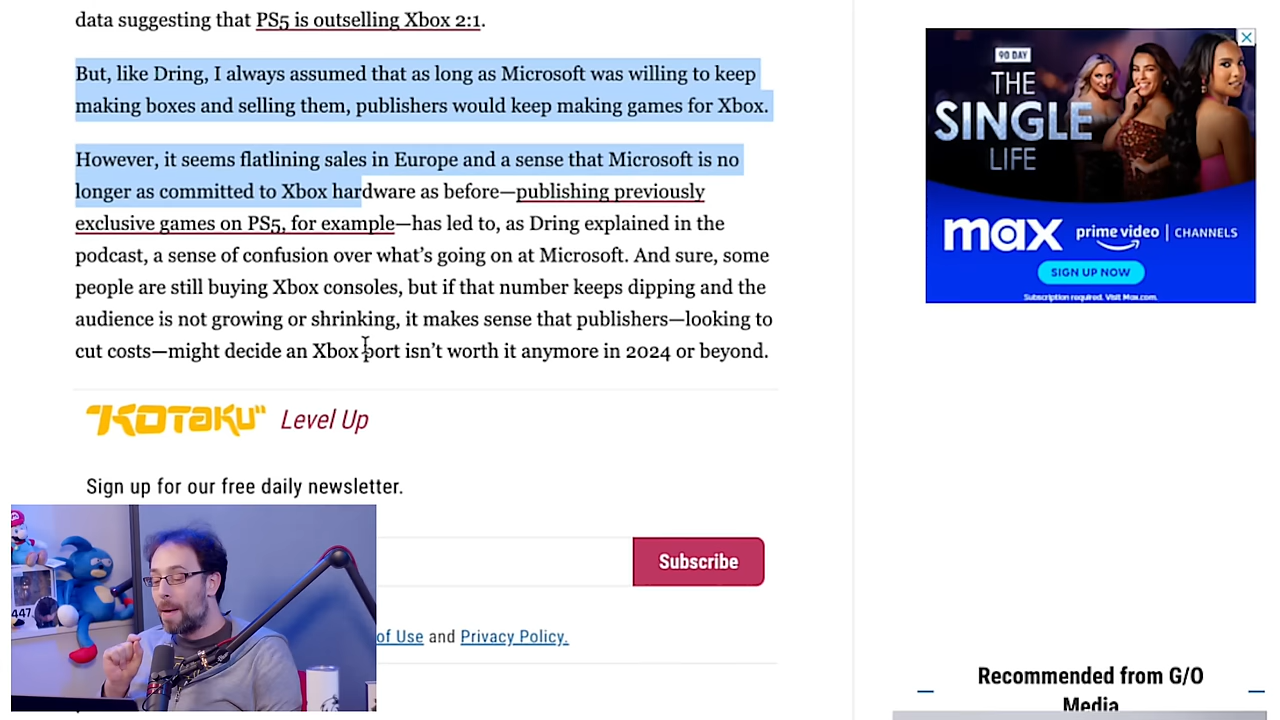 data suggesting that PS5 is outselling Xbox 2:1.
But, like Dring, I always assumed that as long as Microsoft was willing to keep
making boxes and selling them, publishers would keep making games for Xbox.
However, it seems flatlining sales in Europe and a sense that Microsoft is no
longer as committed to Xbox hardware as before—publishing previously
exclusive games on PS5, for example—has led to, as Dring explained in the
podcast, a sense of confusion over what’s going on at Microsoft. And sure, some
people are still buying Xbox consoles, but if that number keeps dipping and the
audience is not growing or shrinking, it makes sense that publishers—looking to
cut costs—might decide an Xbox port isn’t worth it anymore in 2024 or beyond.
"KOTaKU" Level Up
Sign up for our free daily newsletter.
Subscribe
of Use and Privacy Policy.
447
90 DAY
THE
SINGLE
LIFE
max prime video | CHANNELS
SIGN UP NOW
Subscription required. Visit Max.com.
Recommended from G/O
Media